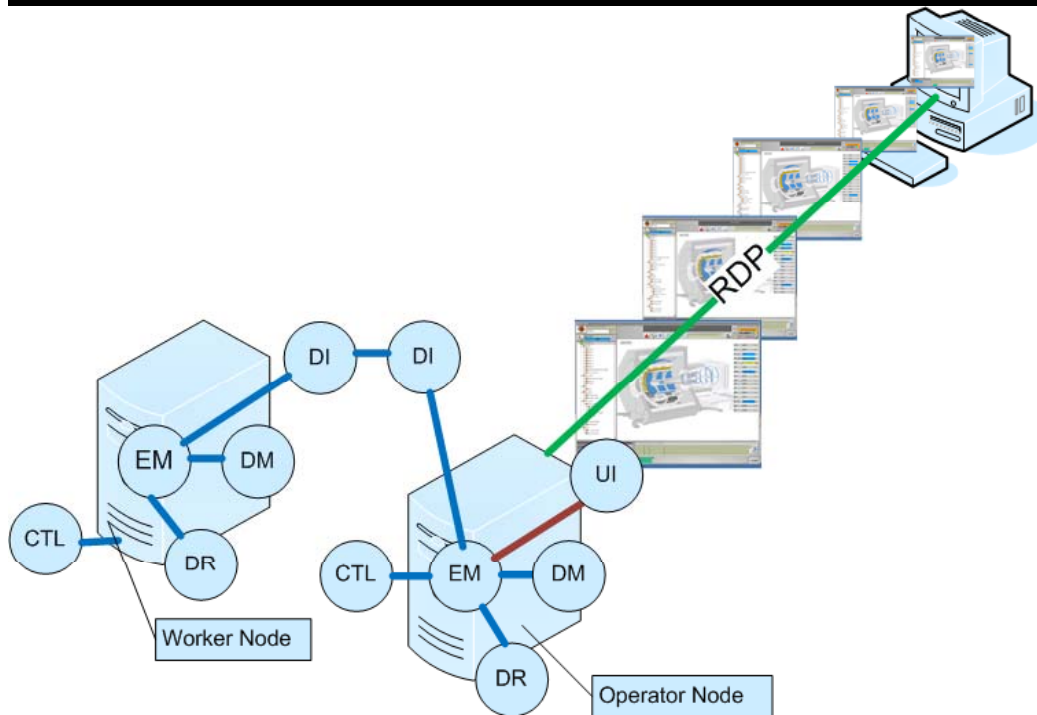 RDP
DI
DI
EM
DM
UI
CTL
DR
CTL
EM
DM
Worker Node
DR
Operator Node